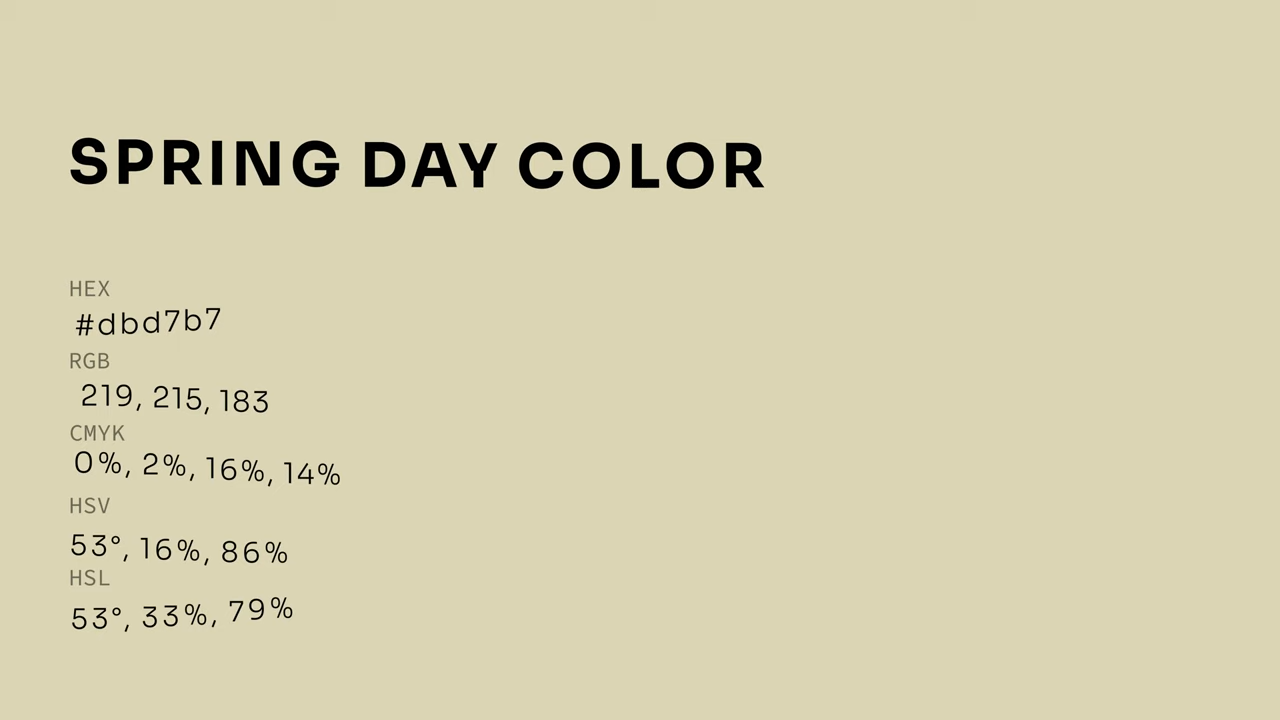 SPRING DAY COLOR
HEX
#dbd7b7
RGB
219, 215, 183
CMYK
0%, 2%, 16%, 14%
HSV
53°, 16%, 86%
HSL
53°, 33%, 79%